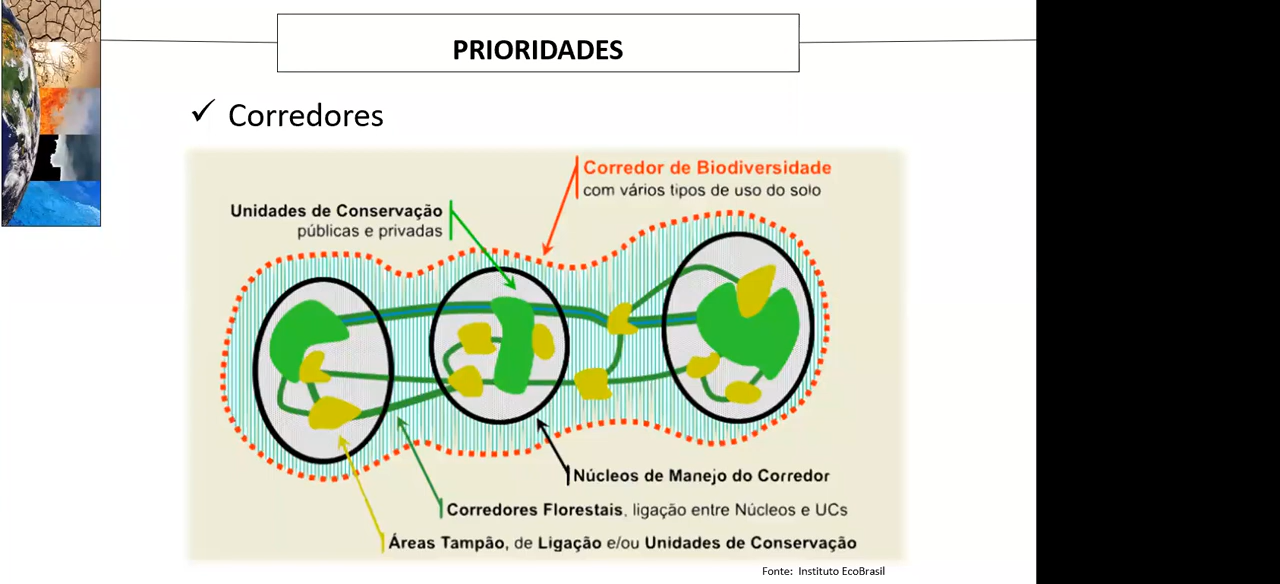 PRIORIDADES
✓ Corredores
Corredor de Biodiversidade
com vários tipos de uso do solo
Unidades de Conservação
públicas e privadas
Núcleos de Manejo do Corredor
Corredores Florestais, ligação entre Núcleos e UCs
Áreas Tampão, de Ligação e/ou Unidades de Conservação
Fonte: Instituto EcoBrasil